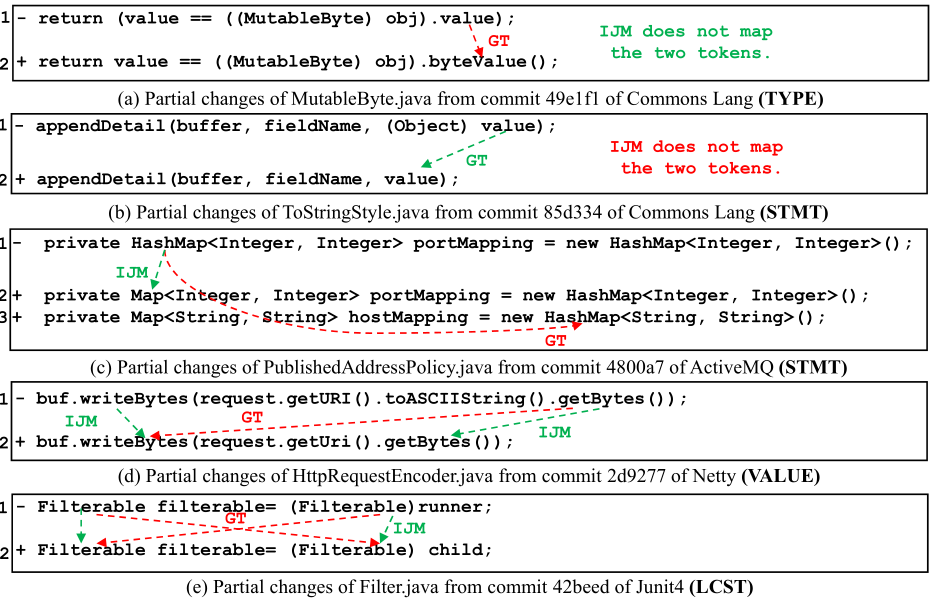 1 - return (value == ((MutableByte) obj).value);
GT
IJM does not map
the two tokens.
2 + return value == ((MutableByte) obj).byteValue();
(a) Partial changes of MutableByte.java from commit 49e1f1 of Commons Lang (TYPE)
1 - appendDetail(buffer, fieldName, (Object) value);
GT
IJM does not map
the two tokens.
2 + appendDetail(buffer, fieldName, value);
(b) Partial changes of ToStringStyle.java from commit 85d334 of Commons Lang (STMT)
1 - private HashMap<Integer, Integer> portMapping = new HashMap<Integer, Integer>();
IJM
2 + private Map<Integer, Integer> portMapping = new HashMap<Integer, Integer>();
3 + private Map<String, String> hostMapping = new HashMap<String, String>();
GT
(c) Partial changes of PublishedAddressPolicy.java from commit 4800a7 of ActiveMQ (STMT)
1 - buf.writeBytes(request.getURI().toASCIIString().getBytes());
IJM GT IJM
2 + buf.writeBytes(request.getUri().getBytes());
(d) Partial changes of HttpRequestEncoder.java from commit 2d9277 of Netty (VALUE)
1 - Filterable filterable= (Filterable)runner;
GT IJM
2 + Filterable filterable= (Filterable) child;
(e) Partial changes of Filter.java from commit 42beed of Junit4 (LCST)